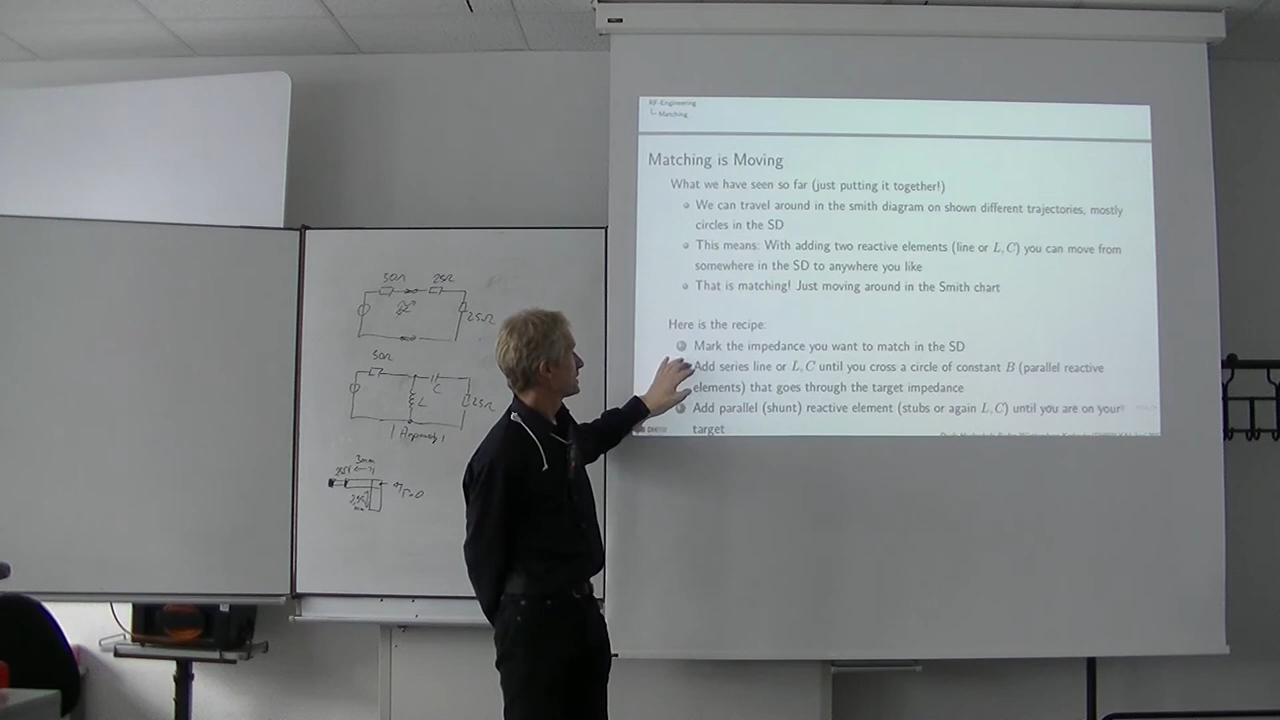 RF-Engineering
Matching
Matching is Moving
What we have seen so far (just putting it together!)
We can travel around in the smith diagram on shown different trajectories, mostly
circles in the SD
This means: With adding two reactive elements (line or L, C) you can move from
somewhere in the SD to anywhere you like
That is matching! Just moving around in the Smith chart
Here is the recipe:
Mark the impedance you want to match in the SD
Add series line or L, C until you cross a circle of constant B (parallel reactive
elements) that goes through the target impedance
Add parallel (shunt) reactive element (stubs or again L, C) until you are on your
target
50Ω 25Ω
25Ω
50Ω
C
L 25Ω
3mm
Γ=0